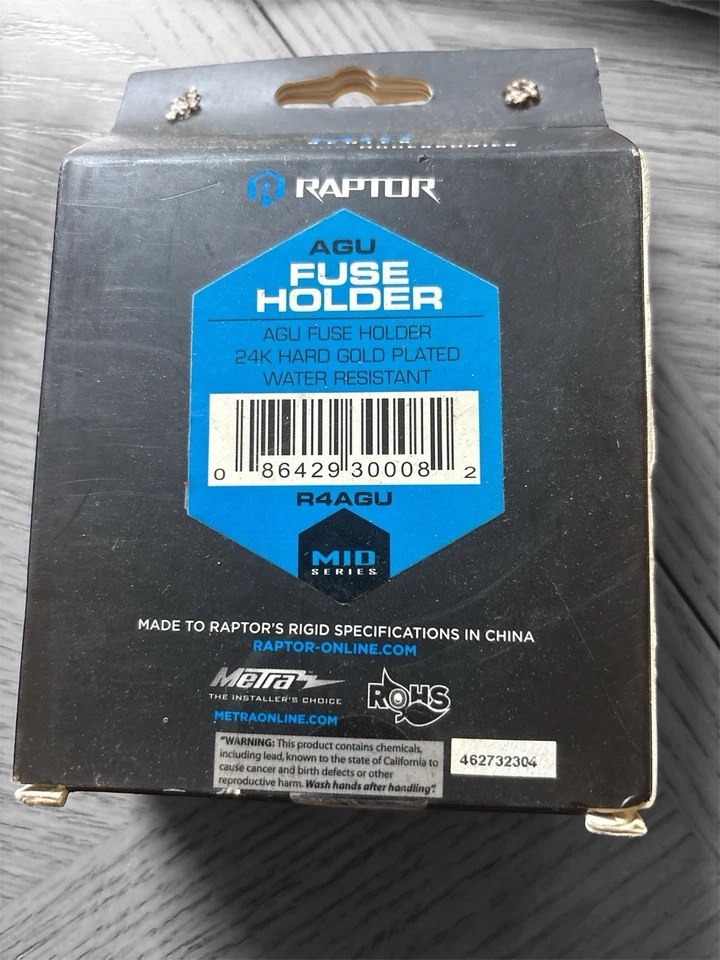 RAPTOR
AGU
FUSE
HOLDER
AGU FUSE HOLDER
24K HARD GOLD PLATED
WATER RESISTANT
0 86429 30008 2
R4AGU
MID
SERIES
MADE TO RAPTOR'S RIGID SPECIFICATIONS IN CHINA
RAPTOR-ONLINE.COM
Metra
THE INSTALLER'S CHOICE
RoHS
METRAONLINE.COM
"WARNING: This product contains chemicals,
including lead, known to the state of California to
cause cancer and birth defects or other
reproductive harm. Wash hands after handling".
462732304